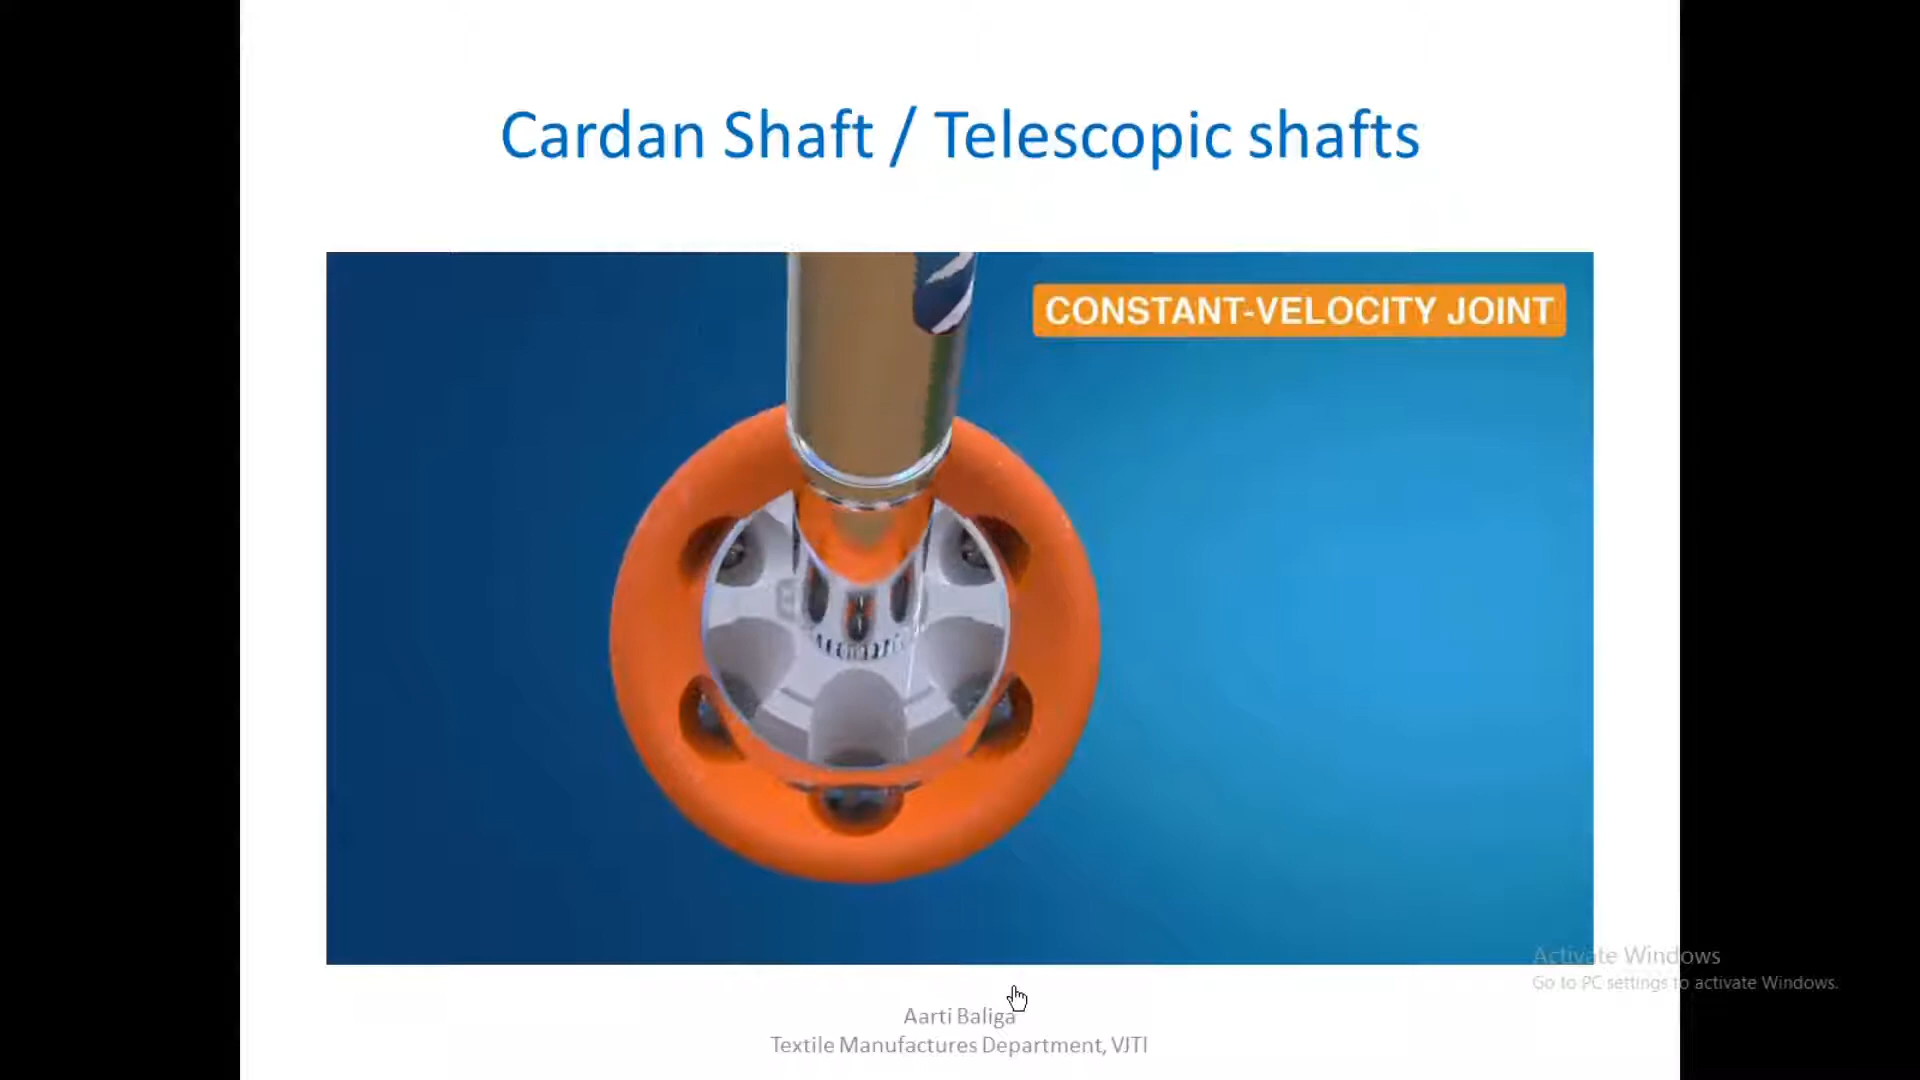 Cardan Shaft / Telescopic shafts
CONSTANT-VELOCITY JOINT
Activate Windows
Go to PC settings to activate Windows.
Aarti Baliga
Textile Manufactures Department, VJTI